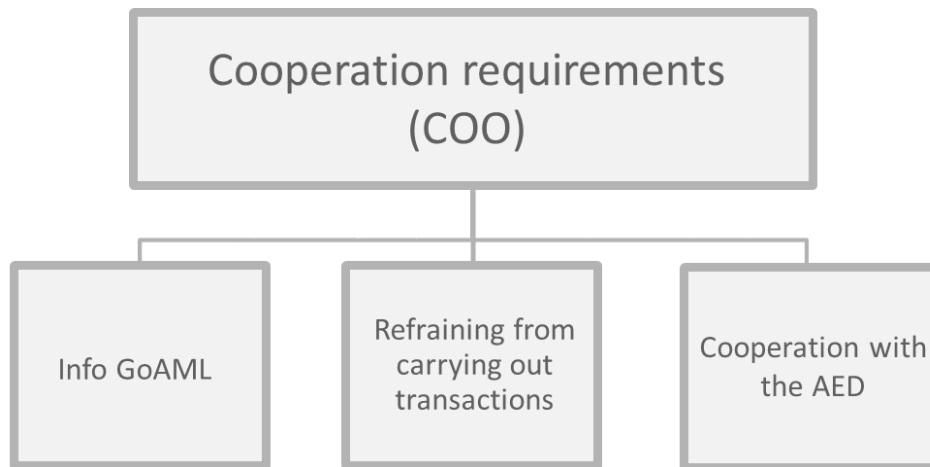 Cooperation requirements
(COO)
Info GoAML
Refraining from
carrying out
transactions
Cooperation with
the AED